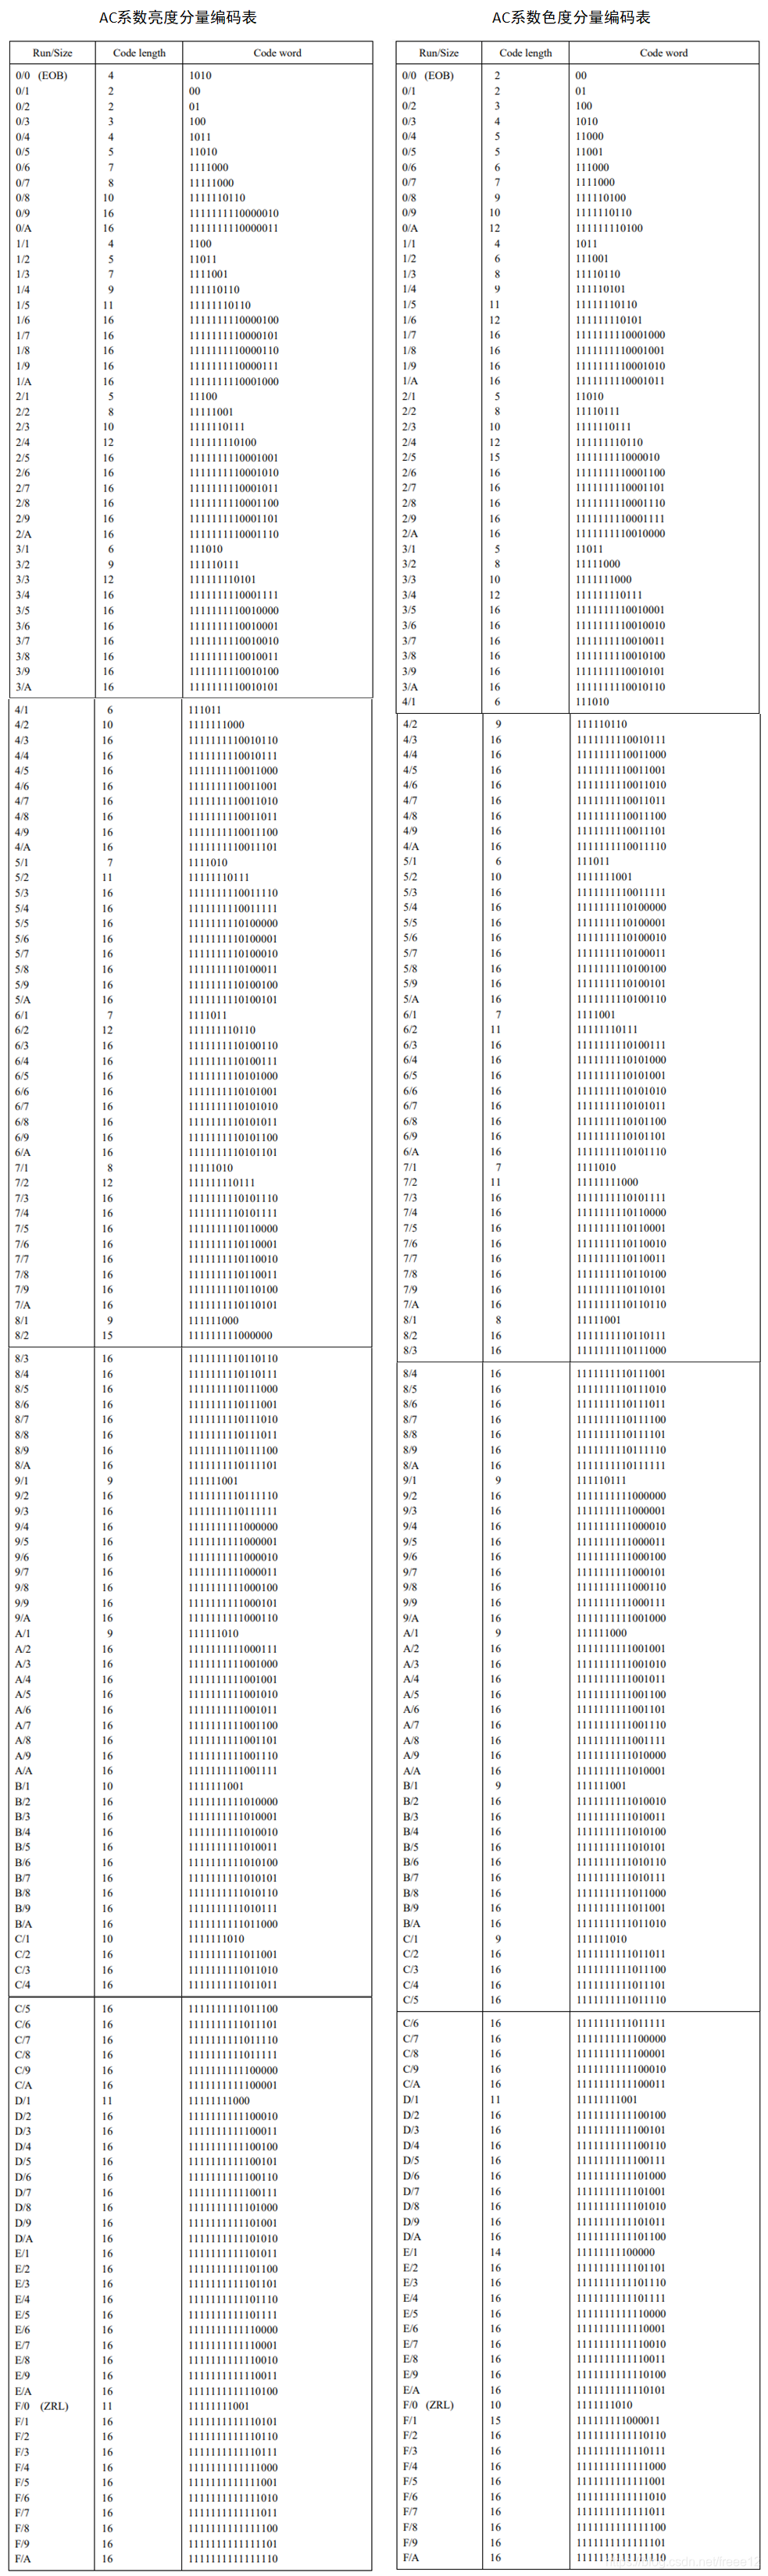 AC系数亮度分量编码表
Run/Size Code length Code word
0/0 (EOB) 4 1010
0/1 2 00
0/2 2 01
0/3 3 100
0/4 4 1011
0/5 5 11010
0/6 7 1111000
0/7 8 11111000
0/8 10 1111110110
0/9 16 1111111110000010
0/A 16 1111111110000011
1/1 4 1100
1/2 5 11011
1/3 7 1111001
1/4 9 111110110
1/5 11 11111110110
1/6 16 1111111110000100
1/7 16 1111111110000101
1/8 16 1111111110000110
1/9 16 1111111110000111
1/A 16 1111111110001000
2/1 5 11100
2/2 8 11111001
2/3 10 1111110111
2/4 12 111111110100
2/5 16 1111111110001001
2/6 16 1111111110001010
2/7 16 1111111110001011
2/8 16 1111111110001100
2/9 16 1111111110001101
2/A 16 1111111110001110
3/1 6 111010
3/2 9 111110111
3/3 12 111111110101
3/4 16 1111111110001111
3/5 16 1111111110010000
3/6 16 1111111110010001
3/7 16 1111111110010010
3/8 16 1111111110010011
3/9 16 1111111110010100
3/A 16 1111111110010101
4/1 6 111011
4/2 10 1111111000
4/3 16 1111111110010110
4/4 16 1111111110010111
4/5 16 1111111110011000
4/6 16 1111111110011001
4/7 16 1111111110011010
4/8 16 1111111110011011
4/9 16 1111111110011100
4/A 16 1111111110011101
5/1 7 1111010
5/2 11 11111110111
5/3 16 1111111110011110
5/4 16 1111111110011111
5/5 16 1111111110100000
5/6 16 1111111110100001
5/7 16 1111111110100010
5/8 16 1111111110100011
5/9 16 1111111110100100
5/A 16 1111111110100101
6/1 7 1111011
6/2 12 111111110110
6/3 16 1111111110100110
6/4 16 1111111110100111
6/5 16 1111111110101000
6/6 16 1111111110101001
6/7 16 1111111110101010
6/8 16 1111111110101011
6/9 16 1111111110101100
6/A 16 1111111110101101
7/1 8 11111010
7/2 12 111111110111
7/3 16 1111111110101110
7/4 16 1111111110101111
7/5 16 1111111110110000
7/6 16 1111111110110001
7/7 16 1111111110110010
7/8 16 1111111110110011
7/9 16 1111111110110100
7/A 16 1111111110110101
8/1 9 111111000
8/2 15 111111111000000
8/3 16 1111111110110110
8/4 16 1111111110110111
8/5 16 1111111110111000
8/6 16 1111111110111001
8/7 16 1111111110111010
8/8 16 1111111110111011
8/9 16 1111111110111100
8/A 16 1111111110111101
9/1 9 111111001
9/2 16 1111111110111110
9/3 16 1111111110111111
9/4 16 1111111111000000
9/5 16 1111111111000001
9/6 16 1111111111000010
9/7 16 1111111111000011
9/8 16 1111111111000100
9/9 16 1111111111000101
9/A 16 1111111111000110
A/1 9 111111010
A/2 16 1111111111000111
A/3 16 1111111111001000
A/4 16 1111111111001001
A/5 16 1111111111001010
A/6 16 1111111111001011
A/7 16 1111111111001100
A/8 16 1111111111001101
A/9 16 1111111111001110
A/A 16 1111111111001111
B/1 10 1111111001
B/2 16 1111111111010000
B/3 16 1111111111010001
B/4 16 1111111111010010
B/5 16 1111111111010011
B/6 16 1111111111010100
B/7 16 1111111111010101
B/8 16 1111111111010110
B/9 16 1111111111010111
B/A 16 1111111111011000
C/1 10 1111111010
C/2 16 1111111111011001
C/3 16 1111111111011010
C/4 16 1111111111011011
C/5 16 1111111111011100
C/6 16 1111111111011101
C/7 16 1111111111011110
C/8 16 1111111111011111
C/9 16 1111111111100000
C/A 16 1111111111100001
D/1 11 11111111000
D/2 16 1111111111100010
D/3 16 1111111111100011
D/4 16 1111111111100100
D/5 16 1111111111100101
D/6 16 1111111111100110
D/7 16 1111111111100111
D/8 16 1111111111101000
D/9 16 1111111111101001
D/A 16 1111111111101010
E/1 16 1111111111101011
E/2 16 1111111111101100
E/3 16 1111111111101101
E/4 16 1111111111101110
E/5 16 1111111111101111
E/6 16 1111111111110000
E/7 16 1111111111110001
E/8 16 1111111111110010
E/9 16 1111111111110011
E/A 16 1111111111110100
F/0 (ZRL) 11 11111111001
F/1 16 1111111111110101
F/2 16 1111111111110110
F/3 16 1111111111110111
F/4 16 1111111111111000
F/5 16 1111111111111001
F/6 16 1111111111111010
F/7 16 1111111111111011
F/8 16 1111111111111100
F/9 16 1111111111111101
F/A 16 1111111111111110
AC系数色度分量编码表
Run/Size Code length Code word
0/0 (EOB) 2 00
0/1 2 01
0/2 3 100
0/3 4 1010
0/4 5 11000
0/5 5 11001
0/6 6 111000
0/7 7 1111000
0/8 9 111110100
0/9 10 1111110110
0/A 12 111111110100
1/1 4 1011
1/2 6 111001
1/3 8 11110110
1/4 9 111110101
1/5 11 11111110110
1/6 12 111111110101
1/7 16 1111111110001000
1/8 16 1111111110001001
1/9 16 1111111110001010
1/A 16 1111111110001011
2/1 5 11010
2/2 8 11110111
2/3 10 1111110111
2/4 12 111111110110
2/5 15 111111111000010
2/6 16 1111111110001100
2/7 16 1111111110001101
2/8 16 1111111110001110
2/9 16 1111111110001111
2/A 16 1111111110010000
3/1 5 11011
3/2 8 11111000
3/3 10 1111111000
3/4 12 111111110111
3/5 16 1111111110010001
3/6 16 1111111110010010
3/7 16 1111111110010011
3/8 16 1111111110010100
3/9 16 1111111110010101
3/A 16 1111111110010110
4/1 6 111010
4/2 9 111110110
4/3 16 1111111110010111
4/4 16 1111111110011000
4/5 16 1111111110011001
4/6 16 1111111110011010
4/7 16 1111111110011011
4/8 16 1111111110011100
4/9 16 1111111110011101
4/A 16 1111111110011110
5/1 6 111011
5/2 10 1111111001
5/3 16 1111111110011111
5/4 16 1111111110100000
5/5 16 1111111110100001
5/6 16 1111111110100010
5/7 16 1111111110100011
5/8 16 1111111110100100
5/9 16 1111111110100101
5/A 16 1111111110100110
6/1 7 1111001
6/2 11 11111110111
6/3 16 1111111110100111
6/4 16 1111111110101000
6/5 16 1111111110101001
6/6 16 1111111110101010
6/7 16 1111111110101011
6/8 16 1111111110101100
6/9 16 1111111110101101
6/A 16 1111111110101110
7/1 7 1111010
7/2 11 11111111000
7/3 16 1111111110101111
7/4 16 1111111110110000
7/5 16 1111111110110001
7/6 16 1111111110110010
7/7 16 1111111110110011
7/8 16 1111111110110100
7/9 16 1111111110110101
7/A 16 1111111110110110
8/1 8 11111001
8/2 16 1111111110110111
8/3 16 1111111110111000
8/4 16 1111111110111001
8/5 16 1111111110111010
8/6 16 1111111110111011
8/7 16 1111111110111100
8/8 16 1111111110111101
8/9 16 1111111110111110
8/A 16 1111111110111111
9/1 9 111110111
9/2 16 1111111111000000
9/3 16 1111111111000001
9/4 16 1111111111000010
9/5 16 1111111111000011
9/6 16 1111111111000100
9/7 16 1111111111000101
9/8 16 1111111111000110
9/9 16 1111111111000111
9/A 16 1111111111001000
A/1 9 111111000
A/2 16 1111111111001001
A/3 16 1111111111001010
A/4 16 1111111111001011
A/5 16 1111111111001100
A/6 16 1111111111001101
A/7 16 1111111111001110
A/8 16 1111111111001111
A/9 16 1111111111010000
A/A 16 1111111111010001
B/1 9 111111001
B/2 16 1111111111010010
B/3 16 1111111111010011
B/4 16 1111111111010100
B/5 16 1111111111010101
B/6 16 1111111111010110
B/7 16 1111111111010111
B/8 16 1111111111011000
B/9 16 1111111111011001
B/A 16 1111111111011010
C/1 9 111111010
C/2 16 1111111111011011
C/3 16 1111111111011100
C/4 16 1111111111011101
C/5 16 1111111111011110
C/6 16 1111111111011111
C/7 16 1111111111100000
C/8 16 1111111111100001
C/9 16 1111111111100010
C/A 16 1111111111100011
D/1 11 11111111001
D/2 16 1111111111100100
D/3 16 1111111111100101
D/4 16 1111111111100110
D/5 16 1111111111100111
D/6 16 1111111111101000
D/7 16 1111111111101001
D/8 16 1111111111101010
D/9 16 1111111111101011
D/A 16 1111111111101100
E/1 14 11111111100000
E/2 16 1111111111101101
E/3 16 1111111111101110
E/4 16 1111111111101111
E/5 16 1111111111110000
E/6 16 1111111111110001
E/7 16 1111111111110010
E/8 16 1111111111110011
E/9 16 1111111111110100
E/A 16 1111111111110101
F/0 (ZRL) 10 1111111010
F/1 15 111111111000011
F/2 16 1111111111110110
F/3 16 1111111111110111
F/4 16 1111111111111000
F/5 16 1111111111111001
F/6 16 1111111111111010
F/7 16 1111111111111011
F/8 16 1111111111111100
F/9 16 1111111111111101
F/A 16 1111111111111110